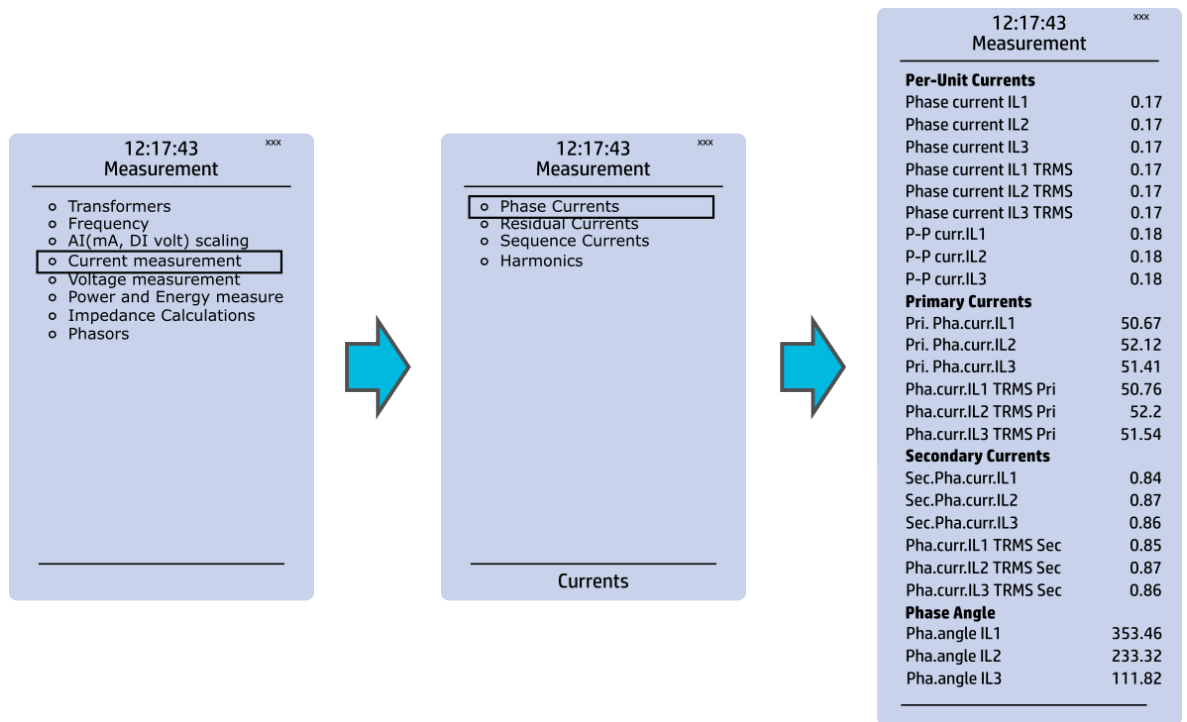 12:17:43 xxx
Measurement
Transformers
Frequency
AI(mA, DI volt) scaling
Current measurement
Voltage measurement
Power and Energy measure
Impedance Calculations
Phasors
12:17:43 xxx
Measurement
Phase Currents
Residual Currents
Sequence Currents
Harmonics
Currents
12:17:43 xxx
Measurement
Per-Unit Currents
Phase current IL1 0.17
Phase current IL2 0.17
Phase current IL3 0.17
Phase current IL1 TRMS 0.17
Phase current IL2 TRMS 0.17
Phase current IL3 TRMS 0.17
P-P curr.IL1 0.18
P-P curr.IL2 0.18
P-P curr.IL3 0.18
Primary Currents
Pri. Pha.curr.IL1 50.67
Pri. Pha.curr.IL2 52.12
Pri. Pha.curr.IL3 51.41
Pha.curr.IL1 TRMS Pri 50.76
Pha.curr.IL2 TRMS Pri 52.2
Pha.curr.IL3 TRMS Pri 51.54
Secondary Currents
Sec.Pha.curr.IL1 0.84
Sec.Pha.curr.IL2 0.87
Sec.Pha.curr.IL3 0.86
Pha.curr.IL1 TRMS Sec 0.85
Pha.curr.IL2 TRMS Sec 0.87
Pha.curr.IL3 TRMS Sec 0.86
Phase Angle
Pha.angle IL1 353.46
Pha.angle IL2 233.32
Pha.angle IL3 111.82